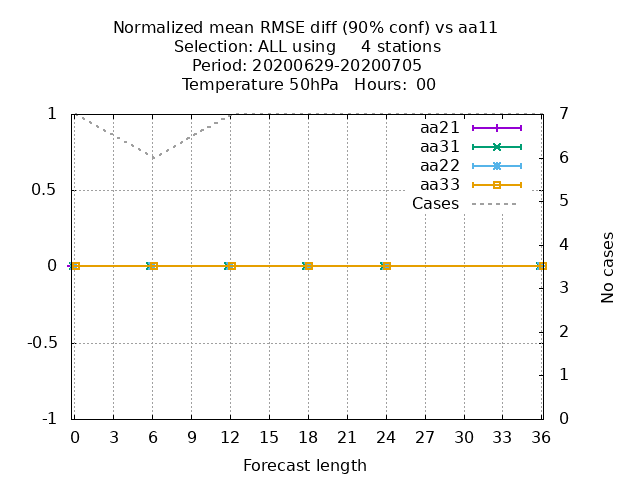 Normalized mean RMSE diff (90% conf) vs aa11
Selection: ALL using     4 stations
Period: 20200629-20200705
Temperature 50hPa   Hours:  00
1
0.5
0
-0.5
-1
7
6
5
4
3
2
1
0
No cases
aa21
aa31
aa22
aa33
Cases
0 3 6 9 12 15 18 21 24 27 30 33 36
Forecast length